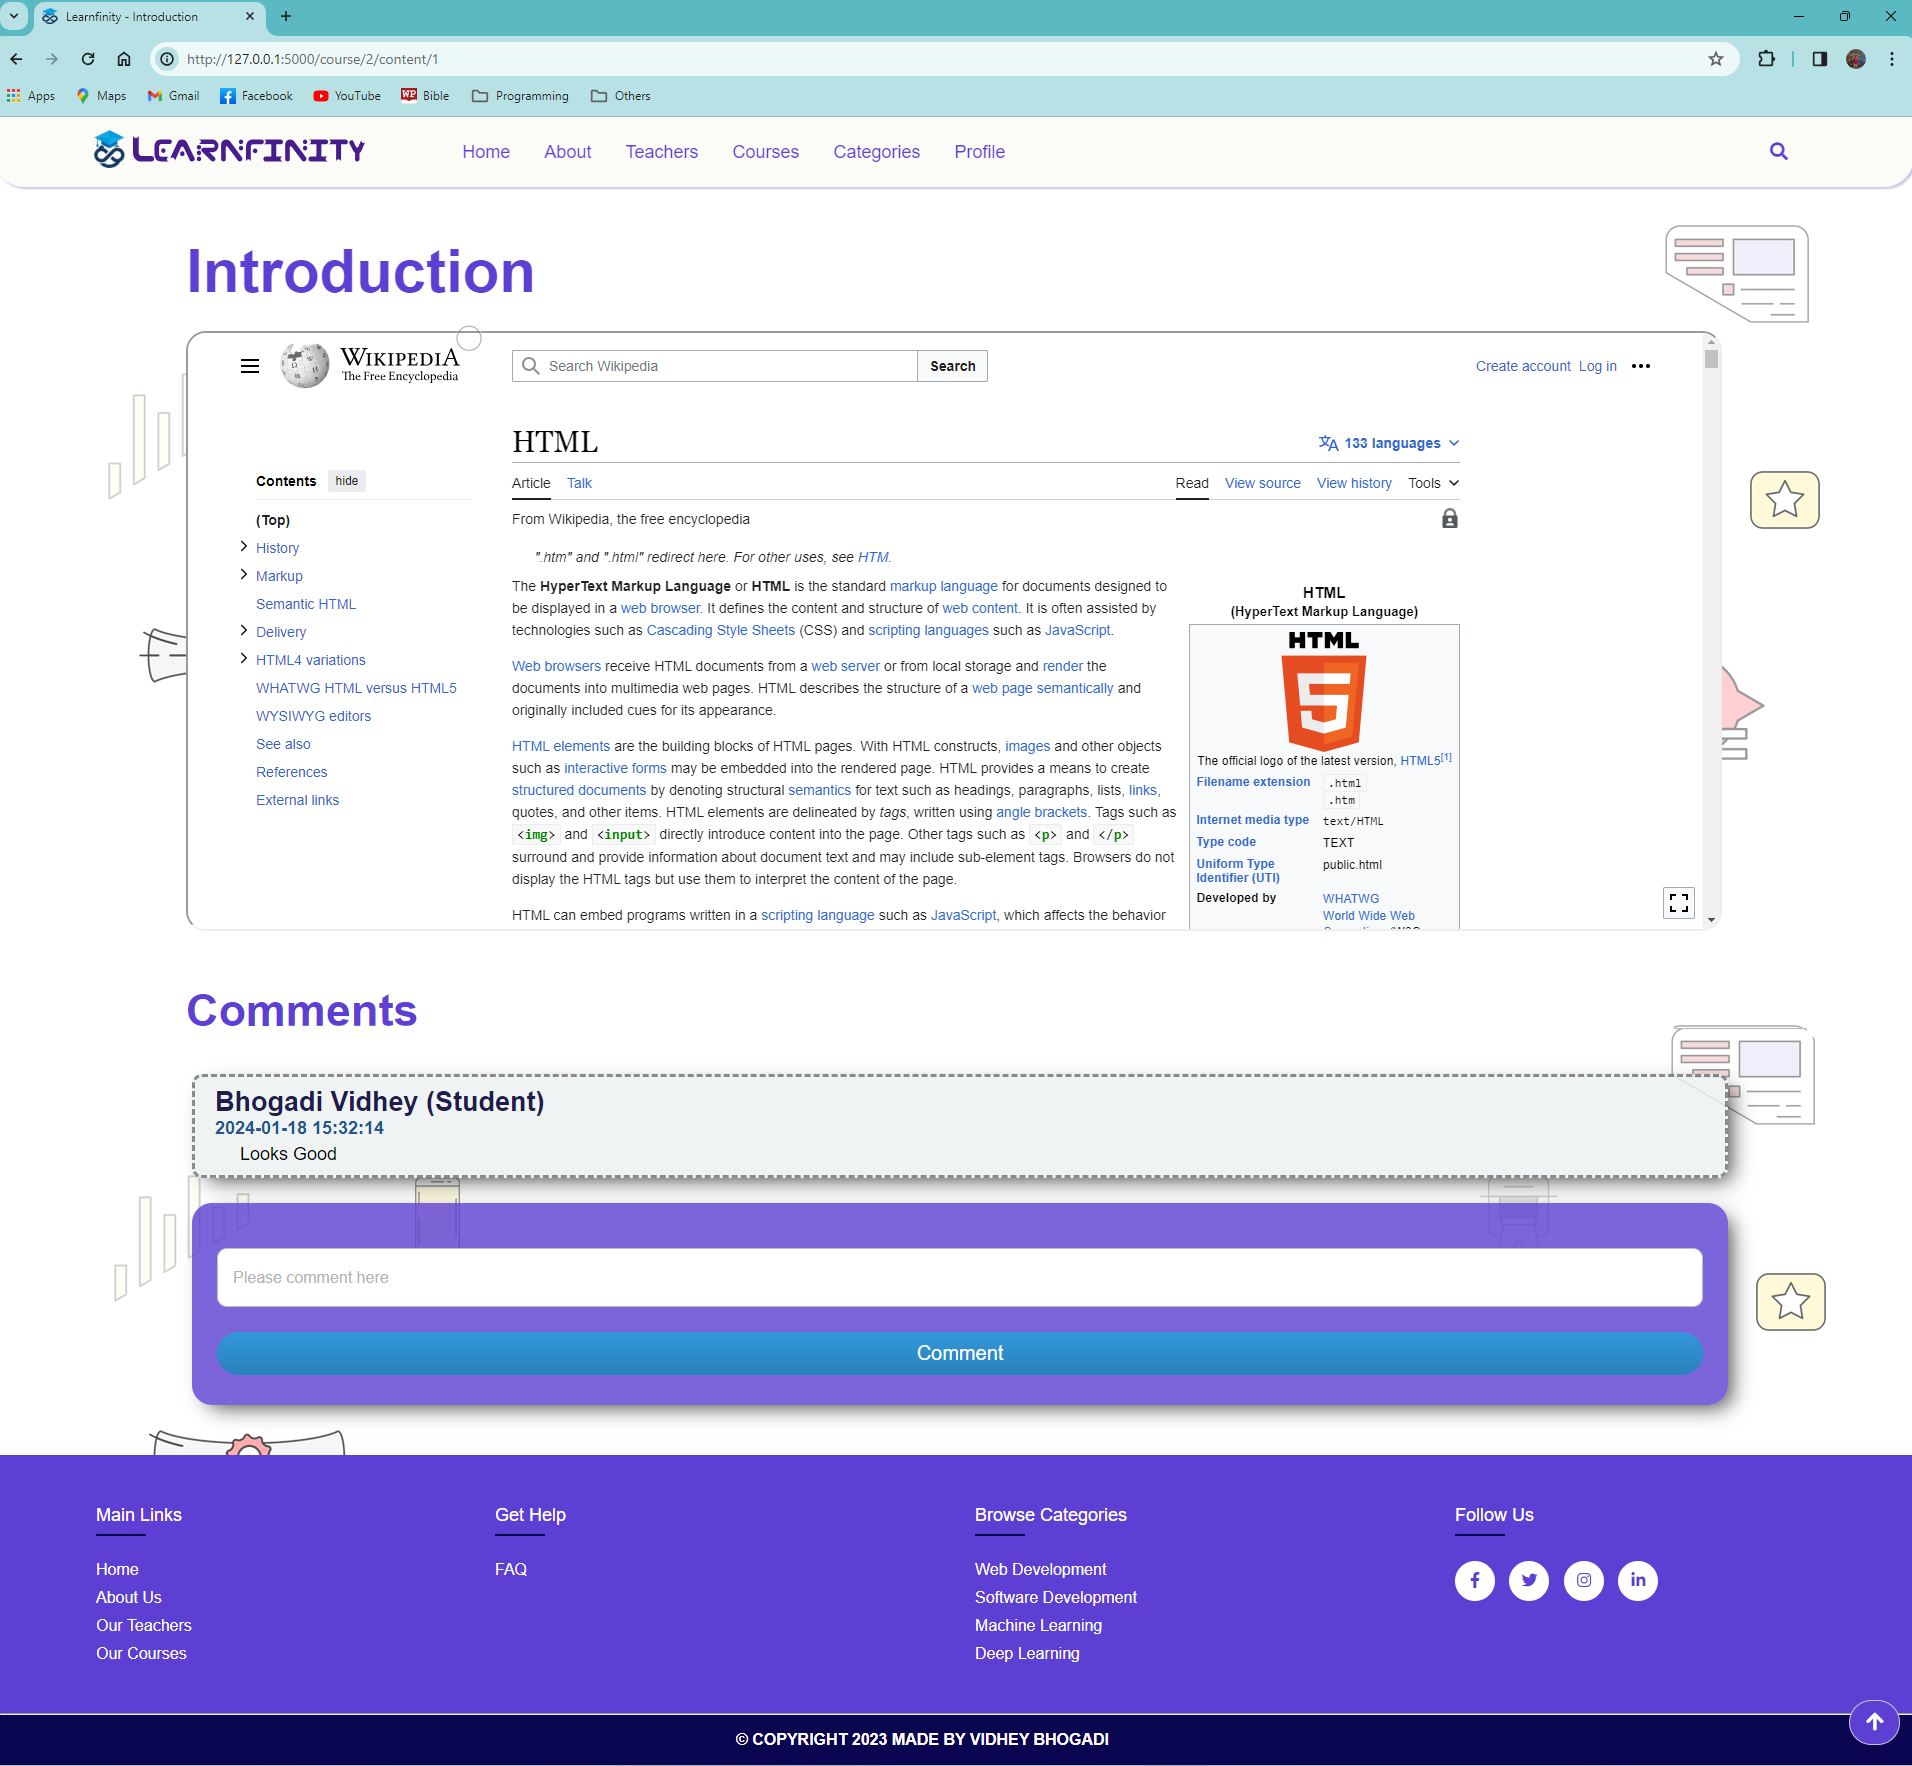 Learnfinity - Introduction
http://127.0.0.1:5000/course/2/content/1
Apps Maps Gmail Facebook YouTube Bible Programming Others
LEARNFINITY
Home About Teachers Courses Categories Profile
Introduction
WIKIPEDIA
The Free Encyclopedia
Search Wikipedia
Search
Create account Log in
HTML
133 languages
Contents hide
(Top)
History
Markup
Semantic HTML
Delivery
HTML4 variations
WHATWG HTML versus HTML5
WYSIWYG editors
See also
References
External links
Article Talk
Read View source View history Tools
From Wikipedia, the free encyclopedia
".htm" and ".html" redirect here. For other uses, see HTM.
The HyperText Markup Language or HTML is the standard markup language for documents designed to
be displayed in a web browser. It defines the content and structure of web content. It is often assisted by
technologies such as Cascading Style Sheets (CSS) and scripting languages such as JavaScript.
Web browsers receive HTML documents from a web server or from local storage and render the
documents into multimedia web pages. HTML describes the structure of a web page semantically and
originally included cues for its appearance.
HTML elements are the building blocks of HTML pages. With HTML constructs, images and other objects
such as interactive forms may be embedded into the rendered page. HTML provides a means to create
structured documents by denoting structural semantics for text such as headings, paragraphs, lists, links,
quotes, and other items. HTML elements are delineated by tags, written using angle brackets. Tags such as
<img> and <input> directly introduce content into the page. Other tags such as <p> and </p>
surround and provide information about document text and may include sub-element tags. Browsers do not
display the HTML tags but use them to interpret the content of the page.
HTML can embed programs written in a scripting language such as JavaScript, which affects the behavior
HTML
(HyperText Markup Language)
HTML
5
The official logo of the latest version, HTML5[1]
Filename extension .html
.htm
Internet media type text/HTML
Type code TEXT
Uniform Type public.html
Identifier (UTI)
Developed by WHATWG
World Wide Web
Comments
Bhogadi Vidhey (Student)
2024-01-18 15:32:14
Looks Good
Please comment here
Comment
Main Links
Home
About Us
Our Teachers
Our Courses
Get Help
FAQ
Browse Categories
Web Development
Software Development
Machine Learning
Deep Learning
Follow Us
© COPYRIGHT 2023 MADE BY VIDHEY BHOGADI